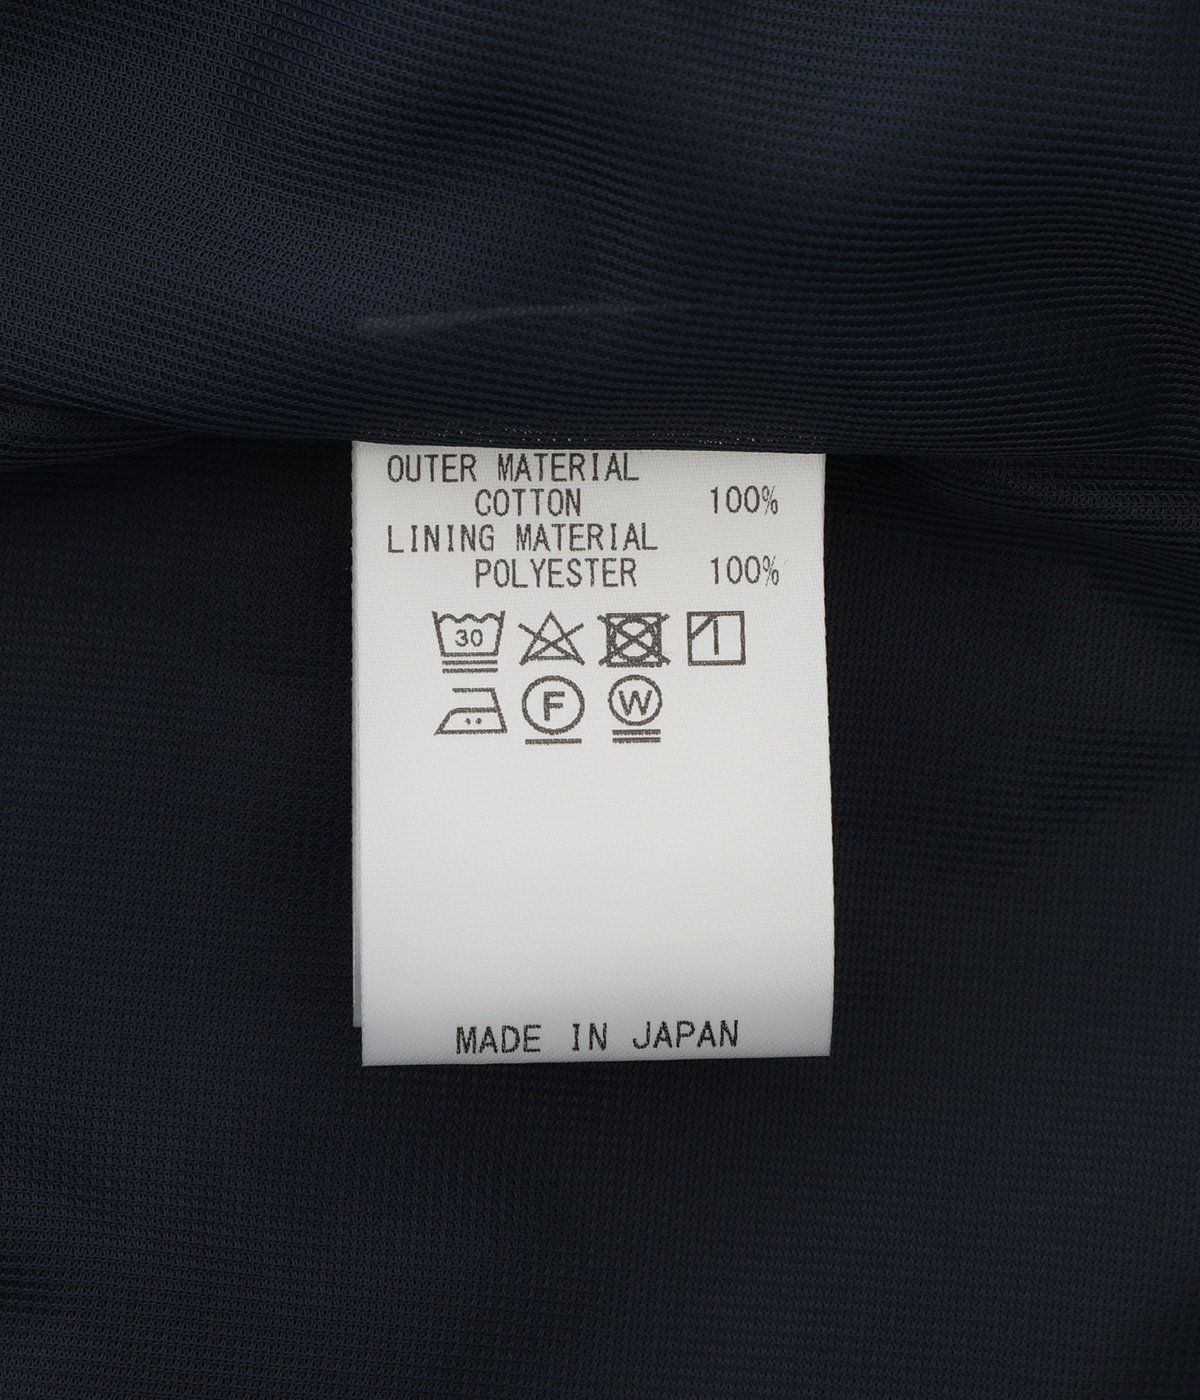 OUTER MATERIAL
COTTON 100%
LINING MATERIAL
POLYESTER 100%
30
F W
MADE IN JAPAN